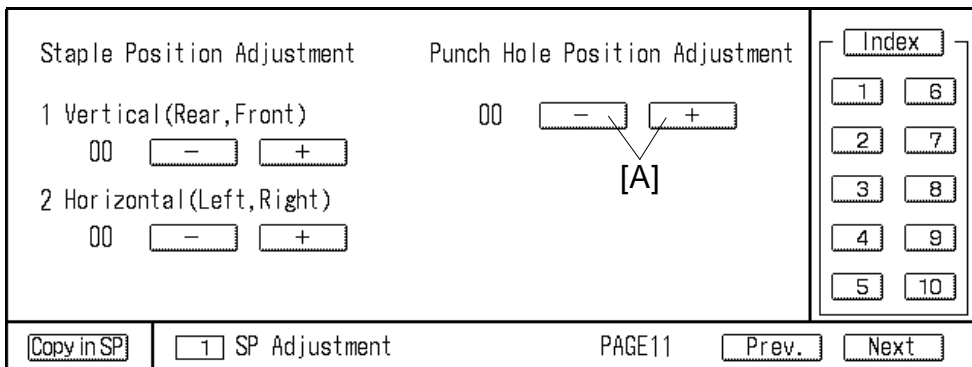 Staple Position Adjustment
1 Vertical(Rear,Front)
00 − +
2 Horizontal(Left,Right)
00 − +
Punch Hole Position Adjustment
00 − +
[A]
Index
1 6
2 7
3 8
4 9
5 10
Copy in SP
1 SP Adjustment PAGE11 Prev. Next